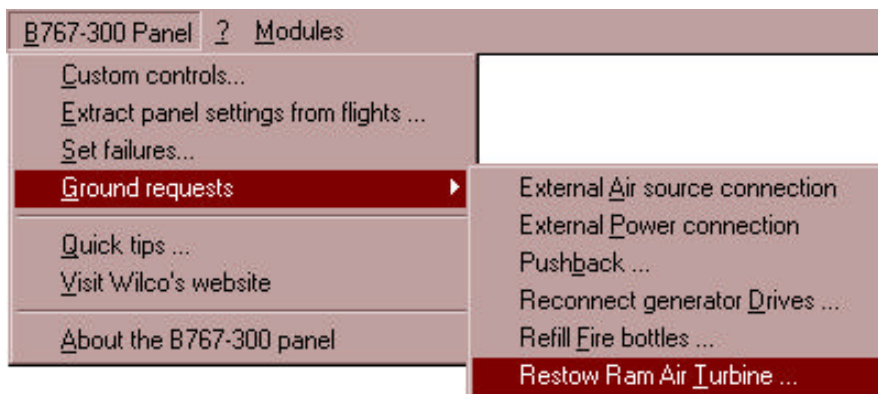 B767-300 Panel ? Modules
Custom controls...
Extract panel settings from flights ...
Set failures...
Ground requests
Quick tips ...
Visit Wilco's website
About the B767-300 panel
External Air source connection
External Power connection
Pushback ...
Reconnect generator Drives ...
Refill Fire bottles ...
Restow Ram Air Turbine ...